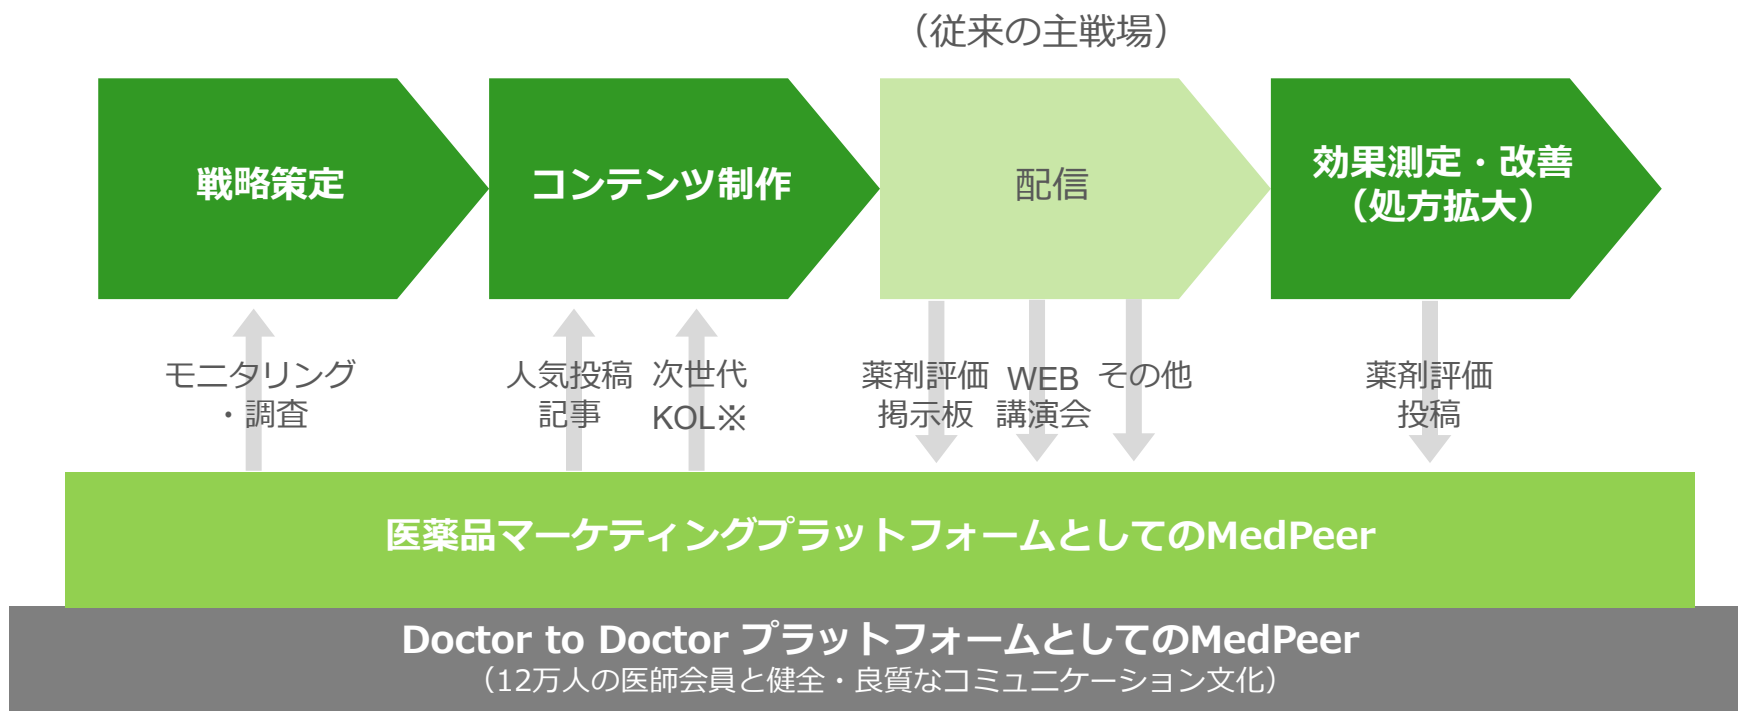 （従来の主戦場）
戦略策定
コンテンツ制作
配信
効果測定・改善
（処方拡大）
モニタリング
・調査
人気投稿
記事
次世代
KOL※
薬剤評価
掲示板
WEB
講演会
その他
薬剤評価
投稿
医薬品マーケティングプラットフォームとしてのMedPeer
Doctor to Doctor プラットフォームとしてのMedPeer
（12万人の医師会員と健全・良質なコミュニケーション文化）